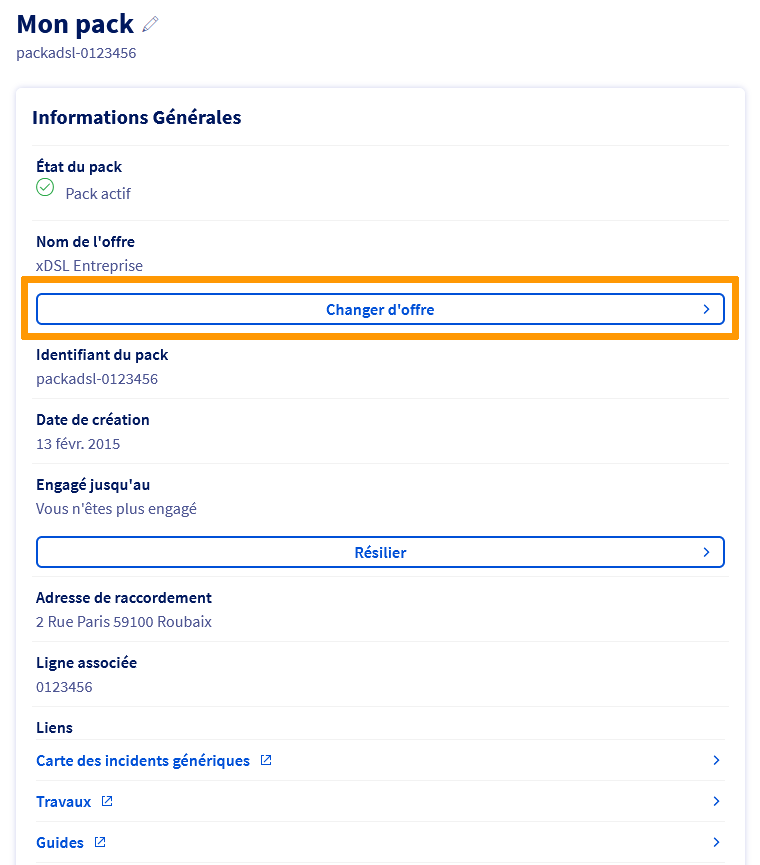 Mon pack
packadsl-0123456
Informations Générales
État du pack
Pack actif
Nom de l'offre
xDSL Entreprise
Changer d'offre
Identifiant du pack
packadsl-0123456
Date de création
13 févr. 2015
Engagé jusqu'au
Vous n'êtes plus engagé
Résilier
Adresse de raccordement
2 Rue Paris 59100 Roubaix
Ligne associée
0123456
Liens
Carte des incidents génériques
Travaux
Guides